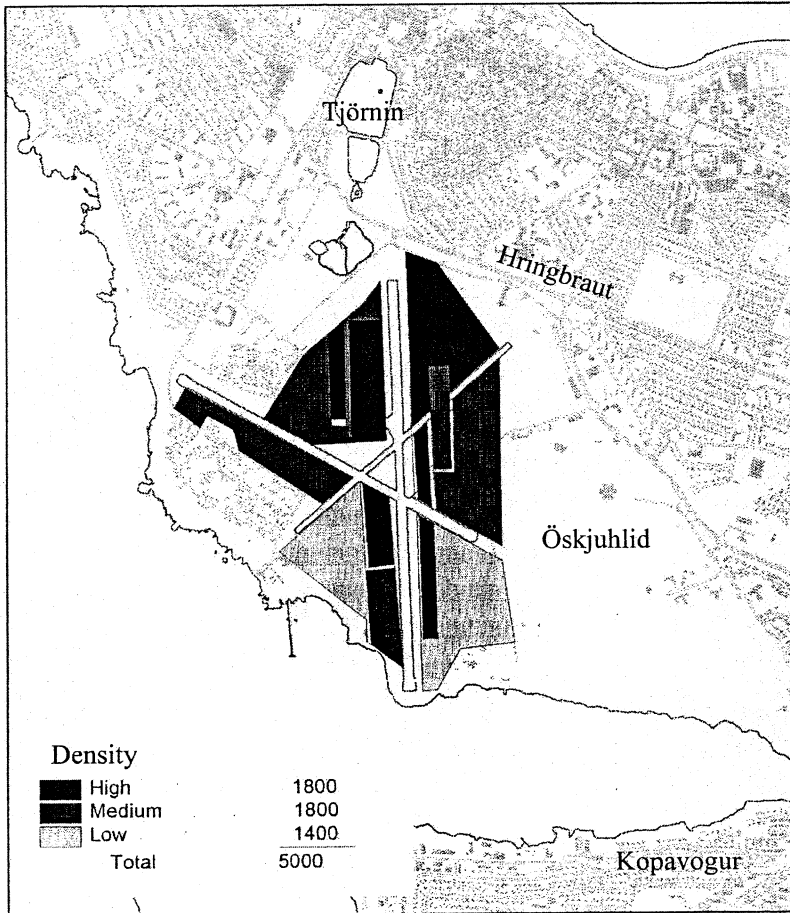 Tjörnin
Hringbraut
Öskjuhlid
Density
High 1800
Medium 1800
Low 1400
Total 5000
Kopavogur